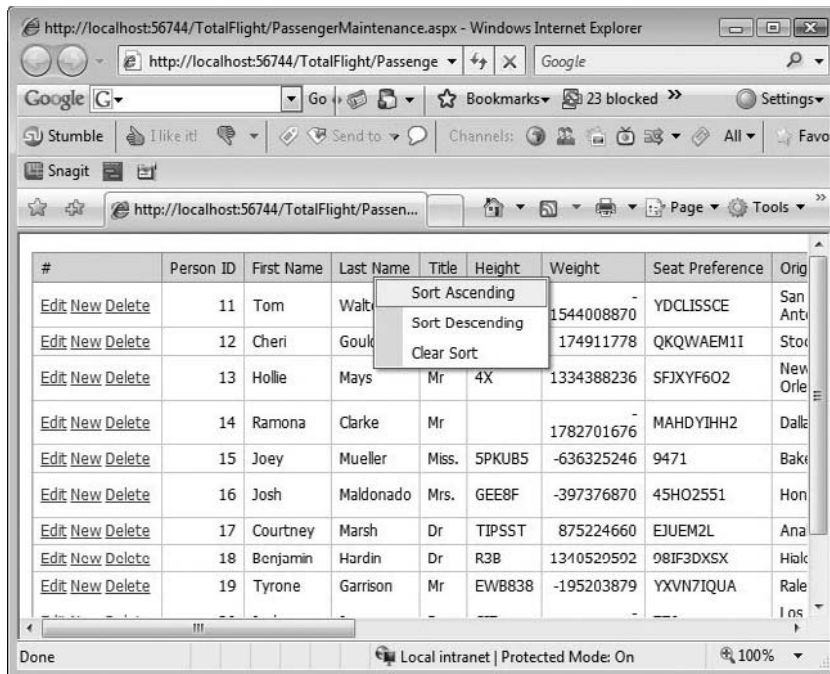 http://localhost:56744/TotalFlight/PassengerMaintenance.aspx - Windows Internet Explorer
http://localhost:56744/TotalFlight/Passenge Google
Google G Go Bookmarks 23 blocked » Settings
Stumble I like it! Send to Channels: All Favo
Snagit
http://localhost:56744/TotalFlight/Passen... Page Tools »
# Person ID First Name Last Name Title Height Weight Seat Preference Orig
Sort Ascending
Sort Descending
Clear Sort
Edit New Delete 11 Tom Walt -1544008870 YDCLISSCE San Anto
Edit New Delete 12 Cheri Gould 174911778 QKQWAEM1I Stoc
Edit New Delete 13 Hollie Mays Mr 4X 1334388236 SFJXYF6O2 New Orle
Edit New Delete 14 Ramona Clarke Mr -1782701676 MAHDYIHH2 Dalla
Edit New Delete 15 Joey Mueller Miss. 5PKUB5 -636325246 9471 Bake
Edit New Delete 16 Josh Maldonado Mrs. GEE8F -397376870 45HO2551 Hon
Edit New Delete 17 Courtney Marsh Dr TIPSST 875224660 EJUEM2L Ana
Edit New Delete 18 Benjamin Hardin Dr R3B 1340529592 98IF3DXSX Hiale
Edit New Delete 19 Tyrone Garrison Mr EWB838 -195203879 YXVN7IQUA Rale
Los
Done Local intranet | Protected Mode: On 100%